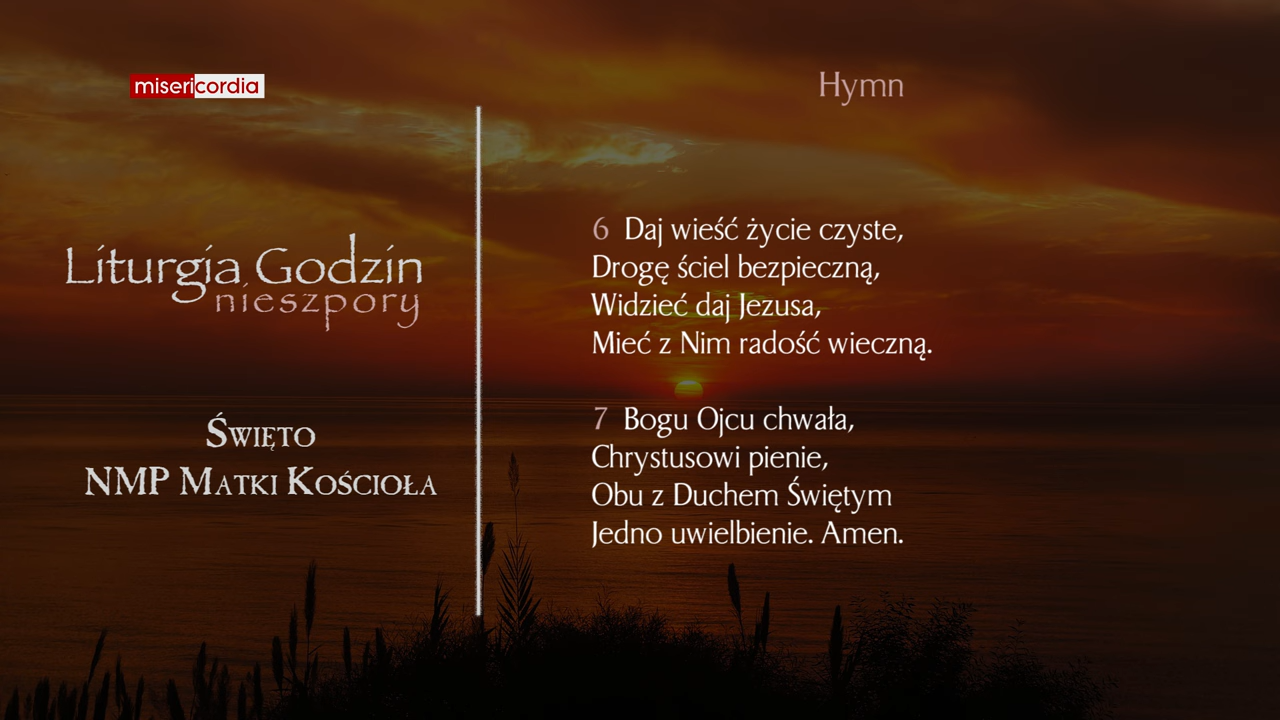 misericordia
Liturgia Godzin
nieszpory
Święto
NMP Matki Kościoła
Hymn
6 Daj wieść życie czyste,
Drogę ściel bezpieczną,
Widzieć daj Jezusa,
Mieć z Nim radość wieczną.
7 Bogu Ojcu chwała,
Chrystusowi pienie,
Obu z Duchem Świętym
Jedno uwielbienie. Amen.